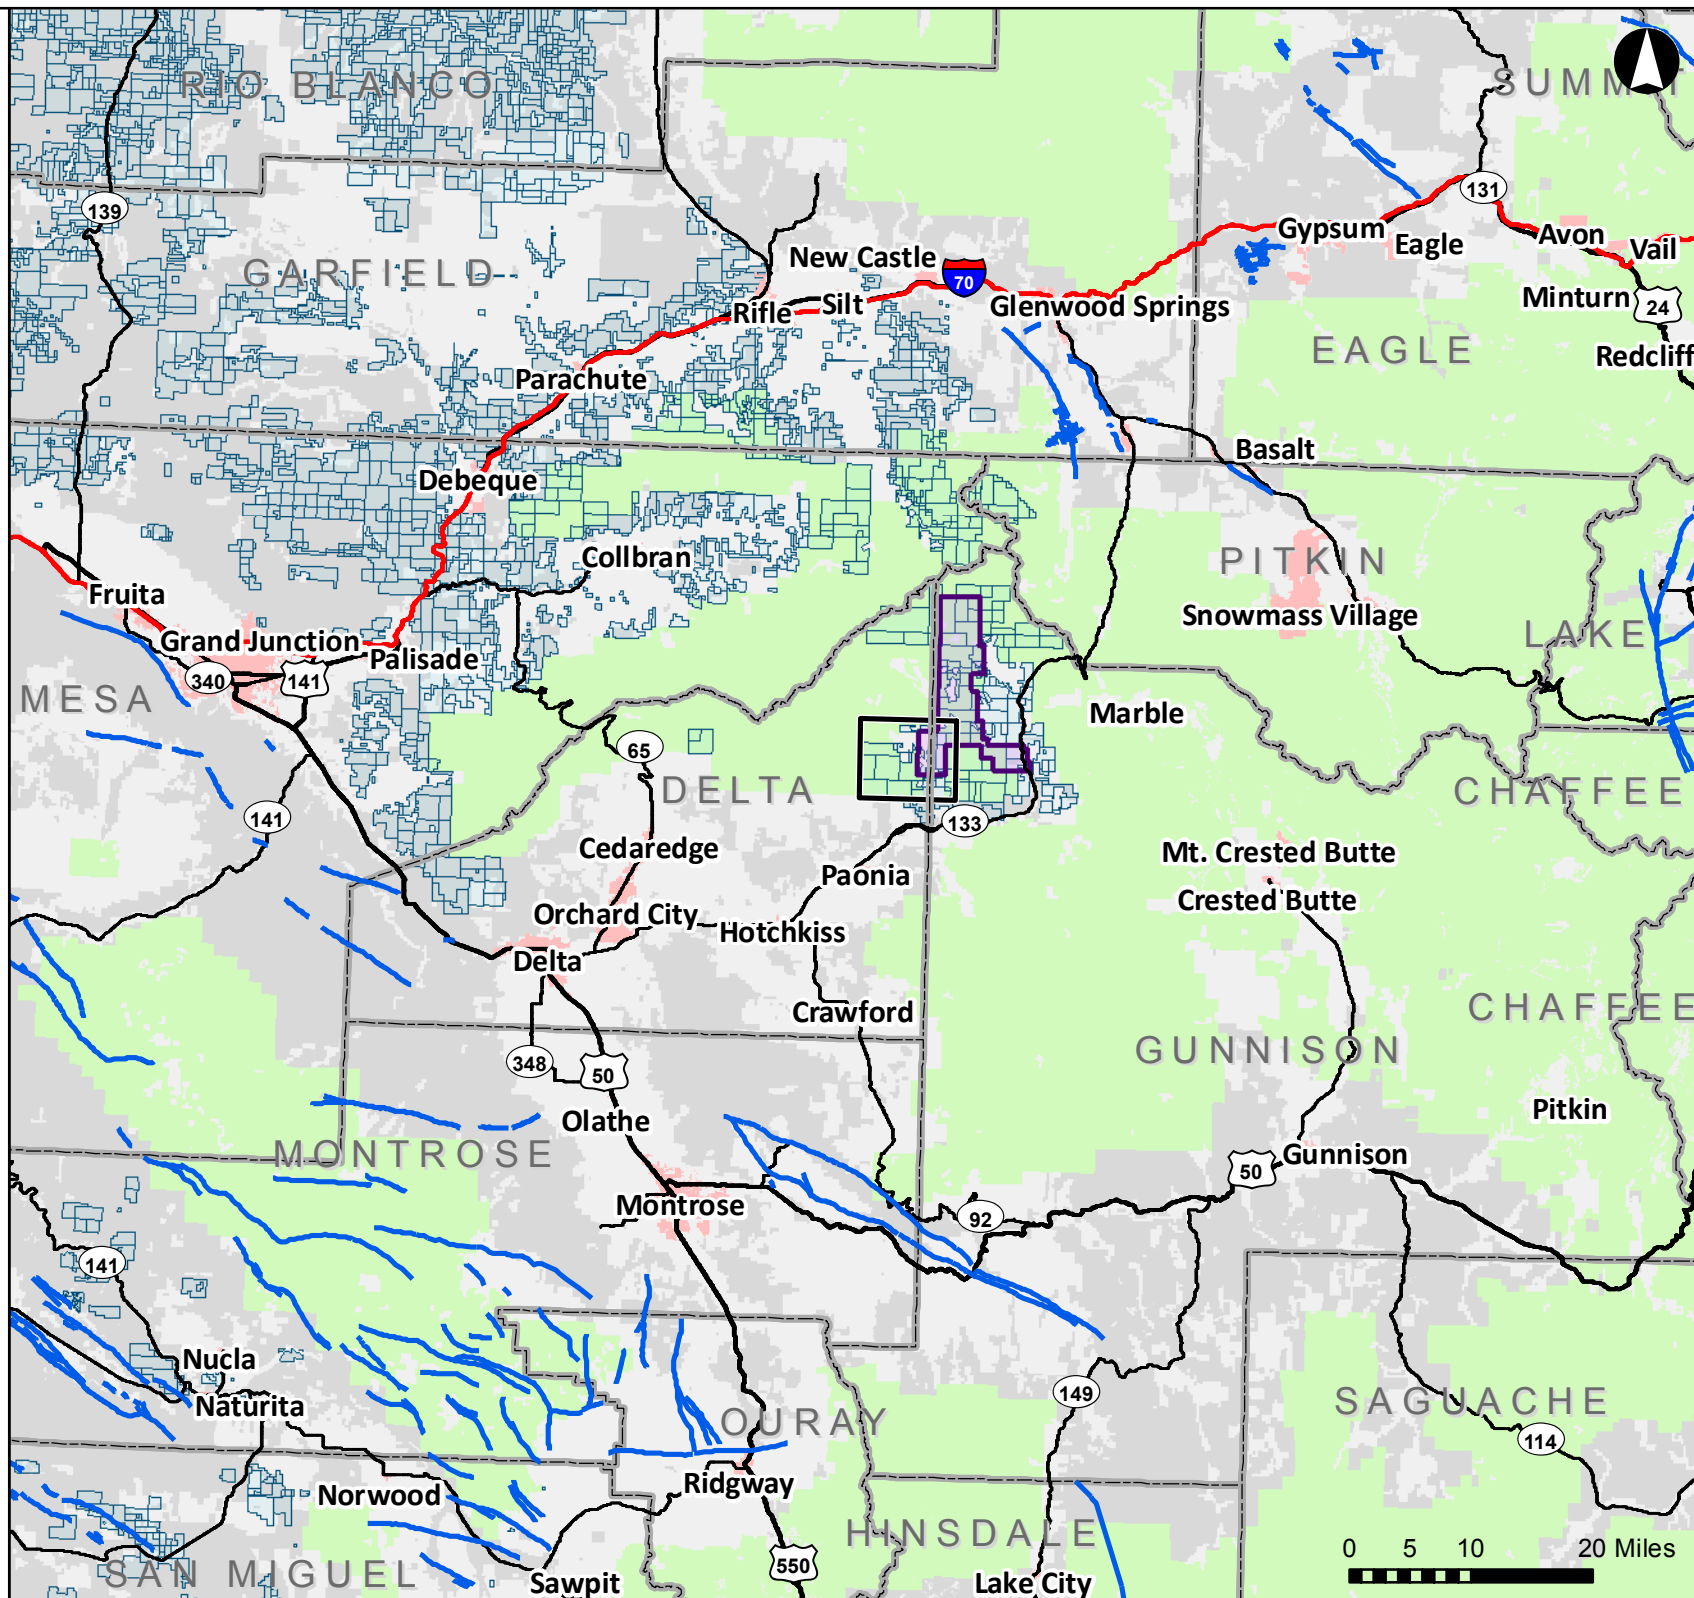 RIO BLANCO
SUMMIT
139
131
GARFIELD
New Castle
70
Gypsum
Eagle
Avon
Vail
Rifle
Silt
Glenwood Springs
Minturn
24
EAGLE
Redcliff
Parachute
Debeque
Basalt
Collbran
PITKIN
Fruita
Snowmass Village
Grand Junction
Palisade
LAKE
340
141
MESA
Marble
65
DELTA
CHAFFEE
141
133
Cedaredge
Mt. Crested Butte
Paonia
Crested Butte
Orchard City
Hotchkiss
Delta
Crawford
CHAFFEE
GUNNISON
348
50
Olathe
Pitkin
MONTROSE
Gunnison
50
Montrose
92
141
Nucla
Naturita
149
SAGUACHE
OURAY
114
Ridgway
Norwood
HINSDALE
0 5 10 20 Miles
550
SAN MIGUEL
Sawpit
Lake City